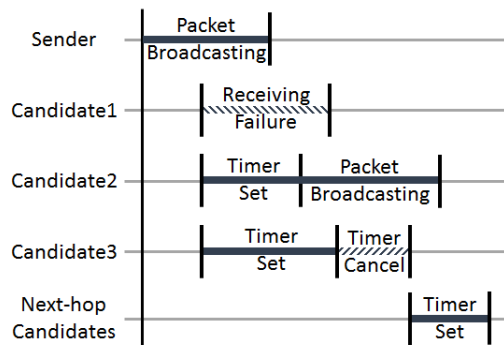 Sender
Packet
Broadcasting
Candidate1
Receiving
Failure
Candidate2
Timer
Set
Packet
Broadcasting
Candidate3
Timer
Set
Timer
Cancel
Next-hop
Candidates
Timer
Set